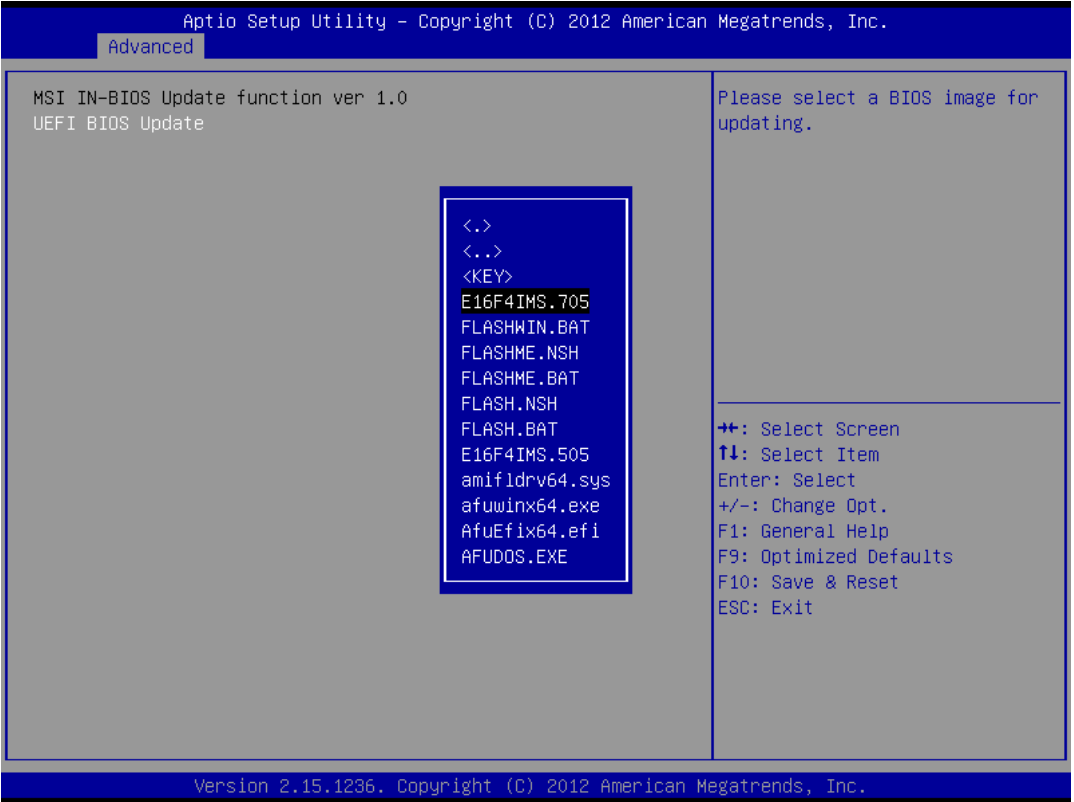 Aptio Setup Utility – Copyright (C) 2012 American Megatrends, Inc.
Advanced
MSI IN-BIOS Update function ver 1.0
UEFI BIOS Update
<.>
<..>
<KEY>
E16F4IMS.705
FLASHWIN.BAT
FLASHME.NSH
FLASHME.BAT
FLASH.NSH
FLASH.BAT
E16F4IMS.505
amifldrv64.sys
afuwinx64.exe
AfuEfix64.efi
AFUDOS.EXE
Please select a BIOS image for
updating.
→←: Select Screen
↑↓: Select Item
Enter: Select
+/-: Change Opt.
F1: General Help
F9: Optimized Defaults
F10: Save & Reset
ESC: Exit
Version 2.15.1236. Copyright (C) 2012 American Megatrends, Inc.